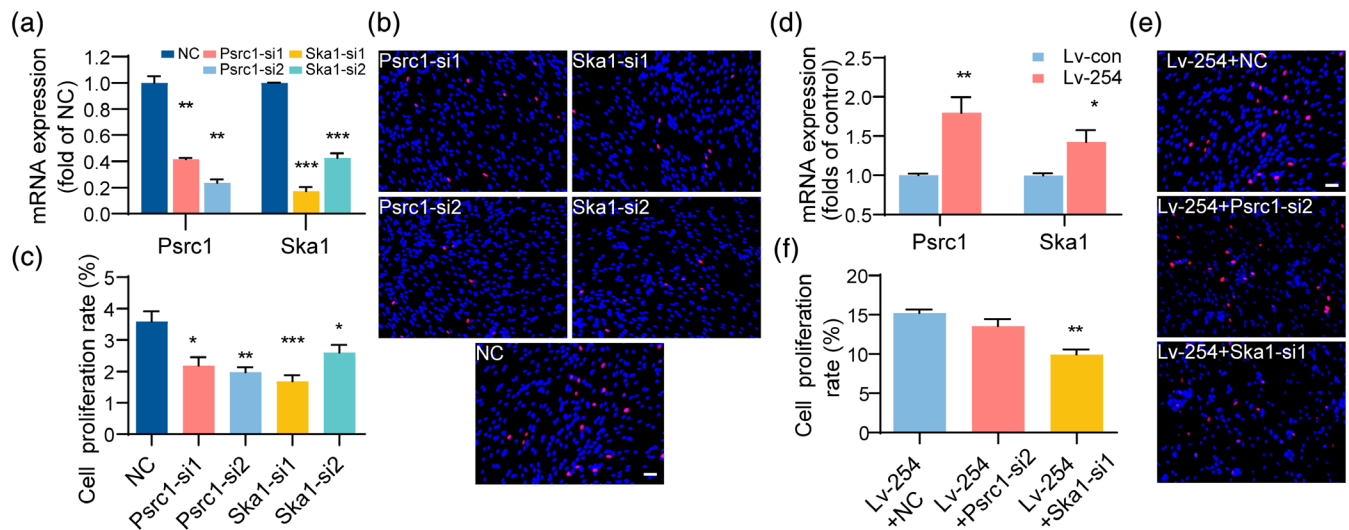 (a)
mRNA expression
(fold of NC)
1.2
1.0
0.8
0.6
0.4
0.2
0.0
NC
Psrc1-si1
Ska1-si1
Psrc1-si2
Ska1-si2
**
**
***
***
Psrc1
Ska1
(b)
Psrc1-si1
Ska1-si1
Psrc1-si2
Ska1-si2
NC
(c)
Cell proliferation rate (%)
5
4
3
2
1
0
*
**
***
*
NC
Psrc1-si1
Psrc1-si2
Ska1-si1
Ska1-si2
(d)
mRNA expression
(folds of control)
2.5
2.0
1.5
1.0
0.5
Lv-con
Lv-254
**
*
Psrc1
Ska1
(e)
Lv-254+NC
Lv-254+Psrc1-si2
Lv-254+Ska1-si1
(f)
Cell proliferation
rate (%)
20
15
10
15
10
**
Lv-254
+NC
Lv-254
+Psrc1-si2
Lv-254
+Ska1-si1